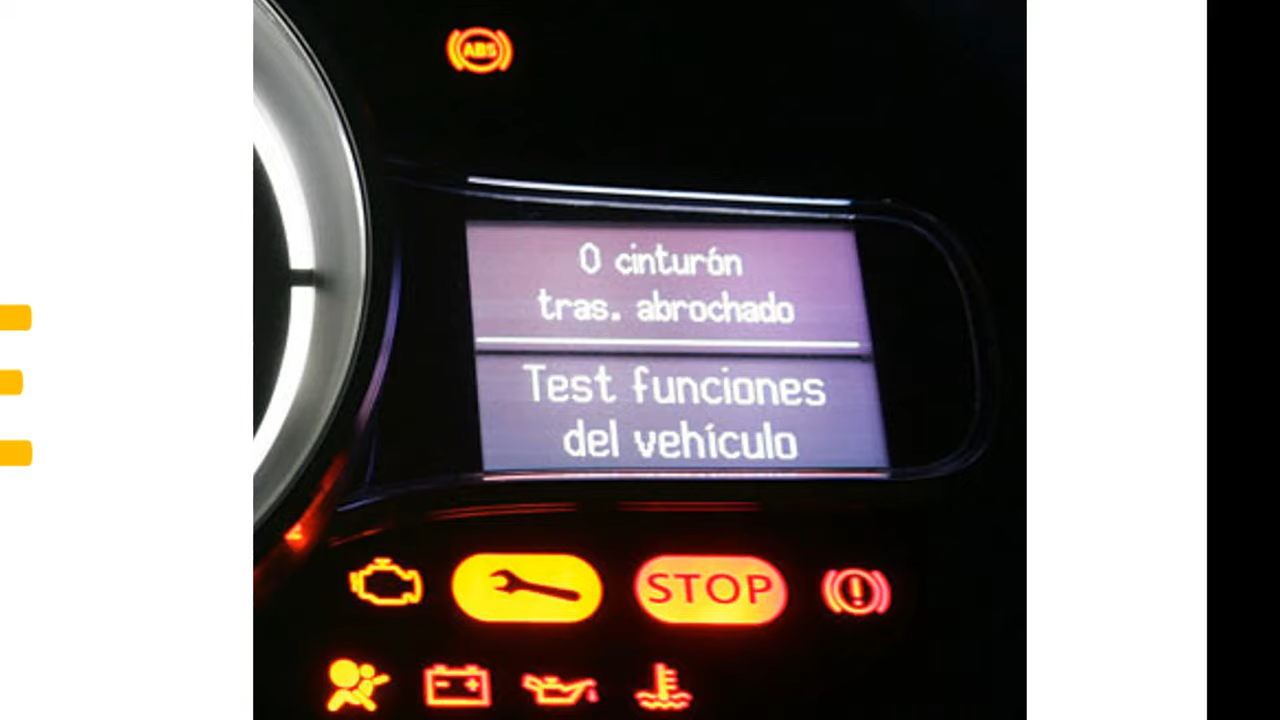 ABS
0 cinturón
tras. abrochado
Test funciones
del vehículo
STOP